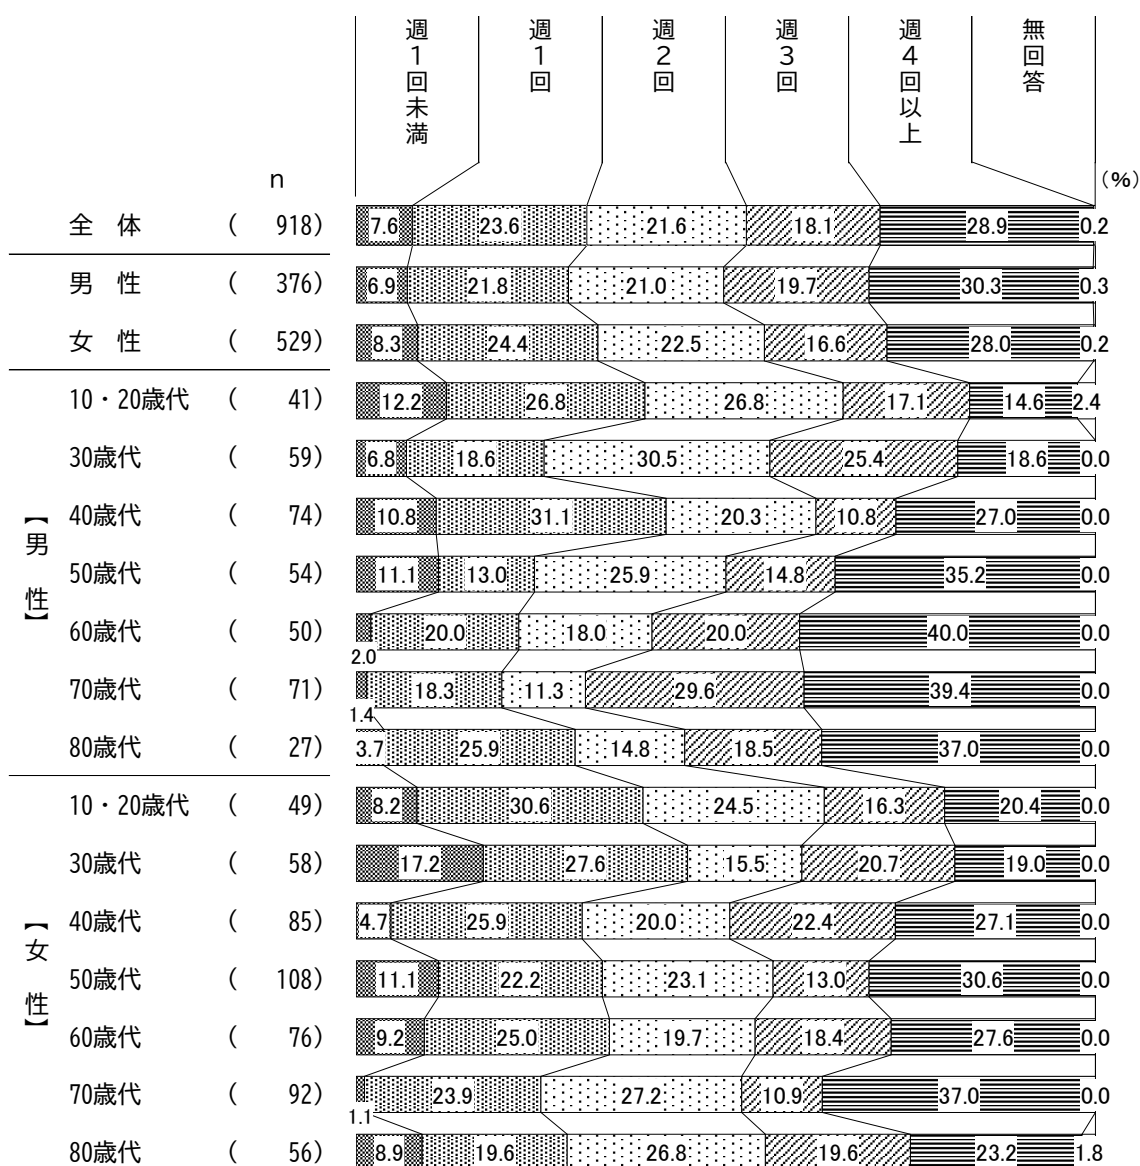 週1回未満 週1回 週2回 週3回 週4回以上 無回答
n (%)
全 体 ( 918) 7.6 23.6 21.6 18.1 28.9 0.2
男 性 ( 376) 6.9 21.8 21.0 19.7 30.3 0.3
女 性 ( 529) 8.3 24.4 22.5 16.6 28.0 0.2
【男 性】
10・20歳代 ( 41) 12.2 26.8 26.8 17.1 14.6 2.4
30歳代 ( 59) 6.8 18.6 30.5 25.4 18.6 0.0
40歳代 ( 74) 10.8 31.1 20.3 10.8 27.0 0.0
50歳代 ( 54) 11.1 13.0 25.9 14.8 35.2 0.0
60歳代 ( 50) 2.0 20.0 18.0 20.0 40.0 0.0
70歳代 ( 71) 1.4 18.3 11.3 29.6 39.4 0.0
80歳代 ( 27) 3.7 25.9 14.8 18.5 37.0 0.0
【女 性】
10・20歳代 ( 49) 8.2 30.6 24.5 16.3 20.4 0.0
30歳代 ( 58) 17.2 27.6 15.5 20.7 19.0 0.0
40歳代 ( 85) 4.7 25.9 20.0 22.4 27.1 0.0
50歳代 ( 108) 11.1 22.2 23.1 13.0 30.6 0.0
60歳代 ( 76) 9.2 25.0 19.7 18.4 27.6 0.0
70歳代 ( 92) 1.1 23.9 27.2 10.9 37.0 0.0
80歳代 ( 56) 8.9 19.6 26.8 19.6 23.2 1.8